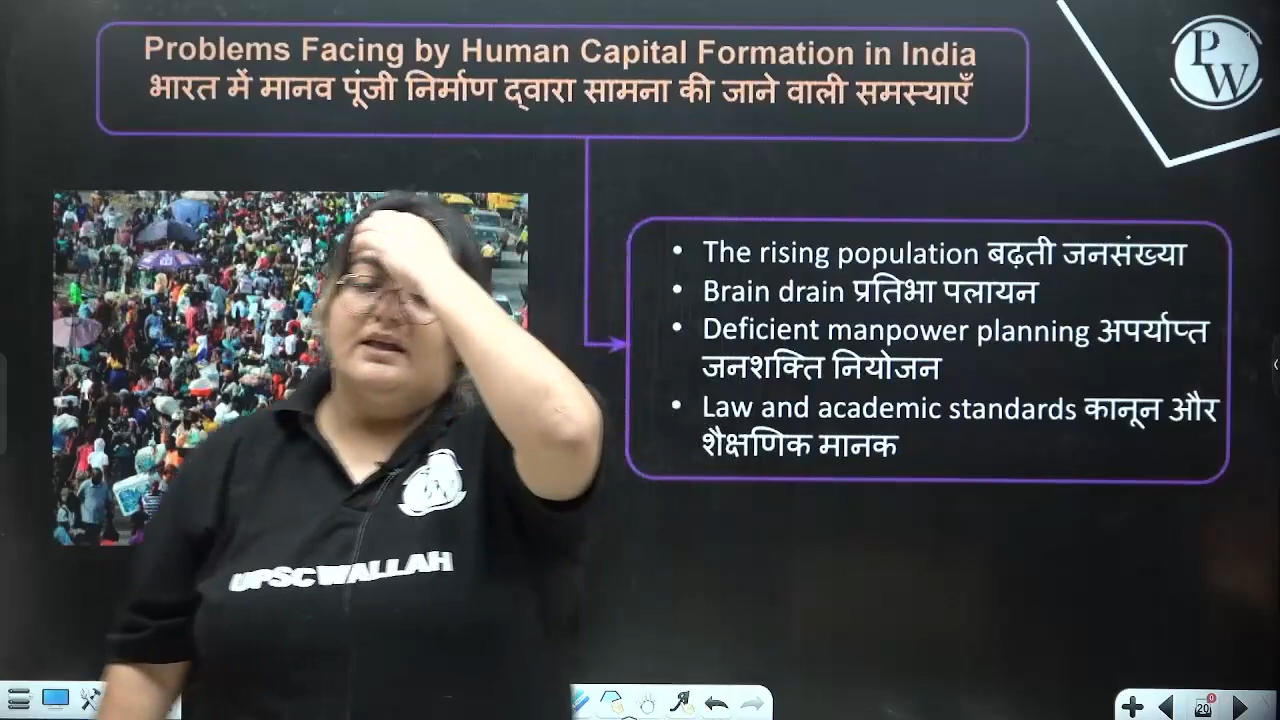 Problems Facing by Human Capital Formation in India
भारत में मानव पूंजी निर्माण द्वारा सामना की जाने वाली समस्याएँ
P
W
• The rising population बढ़ती जनसंख्या
• Brain drain प्रतिभा पलायन
• Deficient manpower planning अपर्याप्त
जनशक्ति नियोजन
• Law and academic standards कानून और
शैक्षणिक मानक
UPSC WALLAH
20